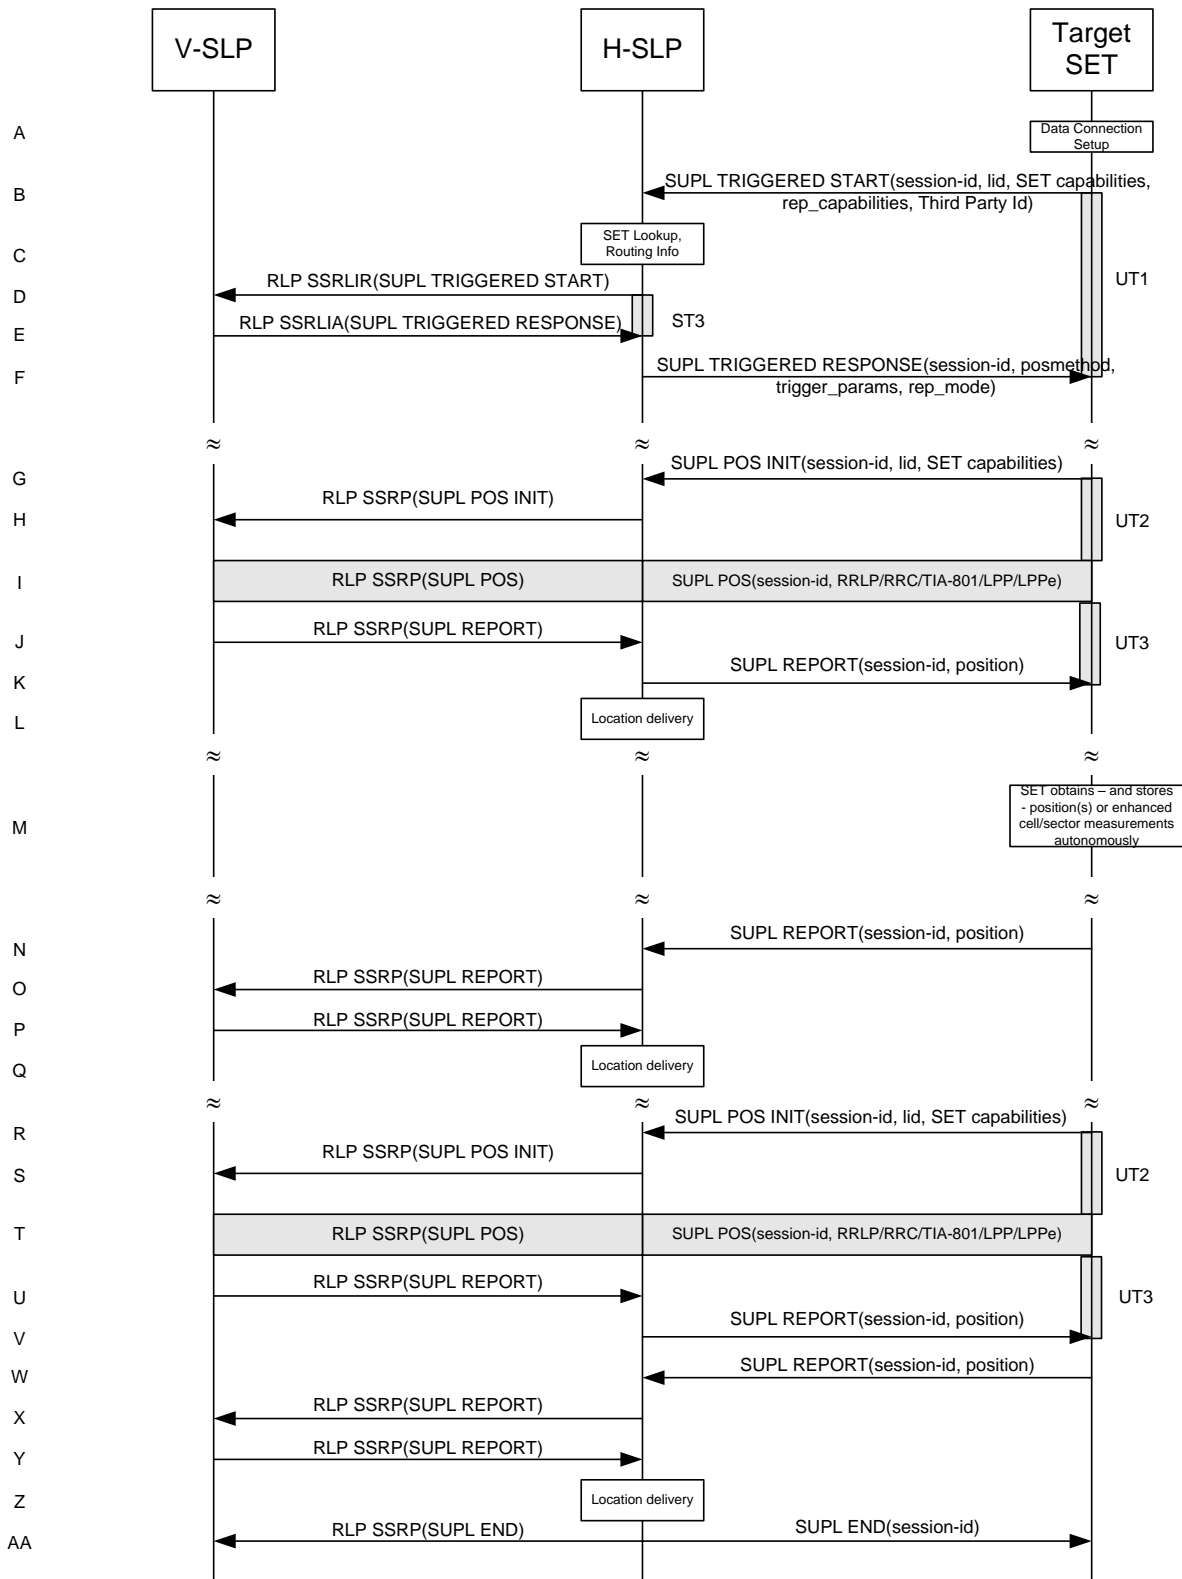 V-SLP
H-SLP
Target
SET
A
Data Connection
Setup
B
SUPL TRIGGERED START(session-id, lid, SET capabilities,
rep_capabilities, Third Party Id)
C
SET Lookup,
Routing Info
UT1
D
RLP SSRLIR(SUPL TRIGGERED START)
E
RLP SSRLIA(SUPL TRIGGERED RESPONSE)
ST3
F
SUPL TRIGGERED RESPONSE(session-id, posmethod,
trigger_params, rep_mode)
≈ ≈ ≈
G
SUPL POS INIT(session-id, lid, SET capabilities)
H
RLP SSRP(SUPL POS INIT)
UT2
I
RLP SSRP(SUPL POS)
SUPL POS(session-id, RRLP/RRC/TIA-801/LPP/LPPe)
J
RLP SSRP(SUPL REPORT)
UT3
K
SUPL REPORT(session-id, position)
L
Location delivery
≈ ≈ ≈
M
SET obtains – and stores
- position(s) or enhanced
cell/sector measurements
autonomously
≈ ≈ ≈
N
SUPL REPORT(session-id, position)
O
RLP SSRP(SUPL REPORT)
P
RLP SSRP(SUPL REPORT)
Q
Location delivery
≈ ≈ ≈
R
SUPL POS INIT(session-id, lid, SET capabilities)
S
RLP SSRP(SUPL POS INIT)
UT2
T
RLP SSRP(SUPL POS)
SUPL POS(session-id, RRLP/RRC/TIA-801/LPP/LPPe)
U
RLP SSRP(SUPL REPORT)
UT3
V
SUPL REPORT(session-id, position)
W
SUPL REPORT(session-id, position)
X
RLP SSRP(SUPL REPORT)
Y
RLP SSRP(SUPL REPORT)
Z
Location delivery
AA
RLP SSRP(SUPL END)
SUPL END(session-id)